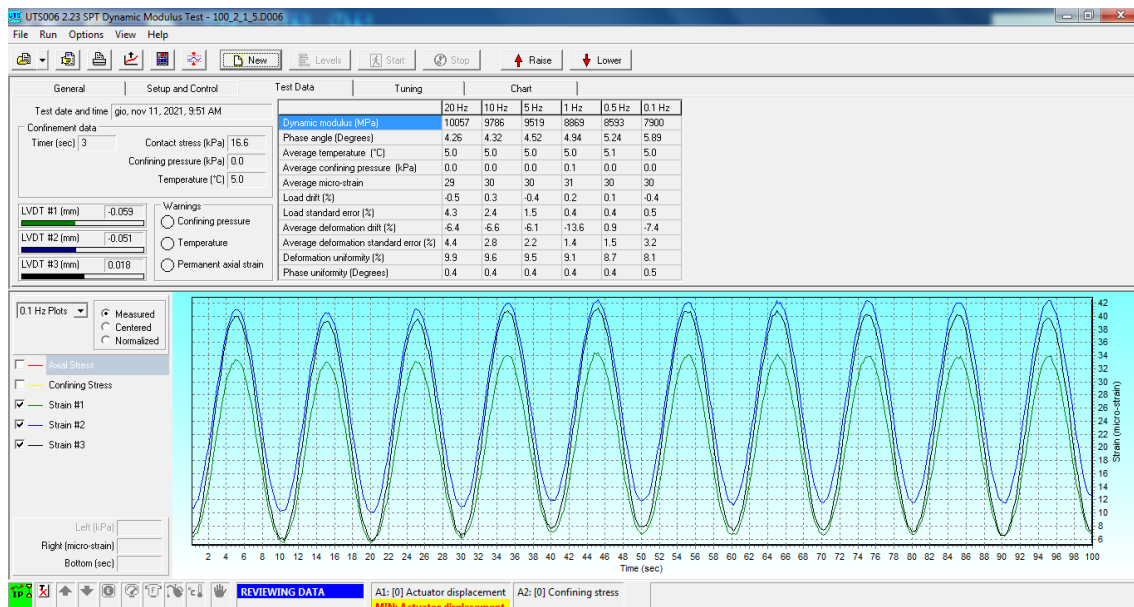 UTS006 2.23 SPT Dynamic Modulus Test - 100_2_1_5.D006
File Run Options View Help
New Levels Start Stop Raise Lower
General Setup and Control Test Data Tuning Chart
Test date and time gio, nov 11, 2021, 9:51 AM
Confinement data
Timer (sec) 3 Contact stress (kPa) 16.6
Confining pressure (kPa) 0.0
Temperature (°C) 5.0
LVDT #1 (mm) -0.059
LVDT #2 (mm) -0.051
LVDT #3 (mm) 0.018
Warnings
Confining pressure
Temperature
Permanent axial strain
20 Hz 10 Hz 5 Hz 1 Hz 0.5 Hz 0.1 Hz
Dynamic modulus (MPa) 10057 9786 9519 8869 8593 7900
Phase angle (Degrees) 4.26 4.32 4.52 4.94 5.24 5.89
Average temperature (°C) 5.0 5.0 5.0 5.0 5.1 5.0
Average confining pressure (kPa) 0.0 0.0 0.0 0.1 0.0 0.0
Average micro-strain 29 30 30 31 30 30
Load drift (%) -0.5 0.3 -0.4 0.2 0.1 -0.4
Load standard error (%) 4.3 2.4 1.5 0.4 0.4 0.5
Average deformation drift (%) -6.4 -6.6 -6.1 -13.6 0.9 -7.4
Average deformation standard error (%) 4.4 2.8 2.2 1.4 1.5 3.2
Deformation uniformity (%) 9.9 9.6 9.5 9.1 8.7 8.1
Phase uniformity (Degrees) 0.4 0.4 0.4 0.4 0.4 0.5
0.1 Hz Plots
Measured
Centered
Normalized
Axial Stress
Confining Stress
Strain #1
Strain #2
Strain #3
Left (kPa)
Right (micro-strain)
Bottom (sec)
42
40
38
36
34
32
30
28
26
24
22
20
18
16
14
12
10
8
6
Strain (micro-strain)
2 4 6 8 10 12 14 16 18 20 22 24 26 28 30 32 34 36 38 40 42 44 46 48 50 52 54 56 58 60 62 64 66 68 70 72 74 76 78 80 82 84 86 88 90 92 94 96 98 100
Time (sec)
REVIEWING DATA A1: [0] Actuator displacement A2: [0] Confining stress
MIN: Actuator displacement